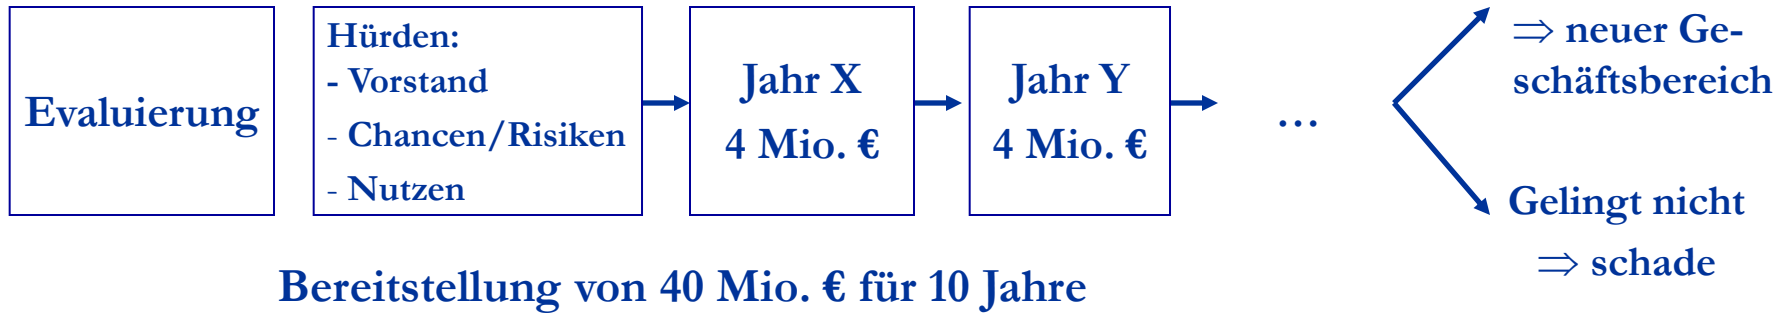 Evaluierung
Hürden:
- Vorstand
- Chancen/Risiken
- Nutzen
Jahr X
4 Mio. €
Jahr Y
4 Mio. €
...
⇒ neuer Ge-
schäftsbereich
Gelingt nicht
⇒ schade
Bereitstellung von 40 Mio. € für 10 Jahre